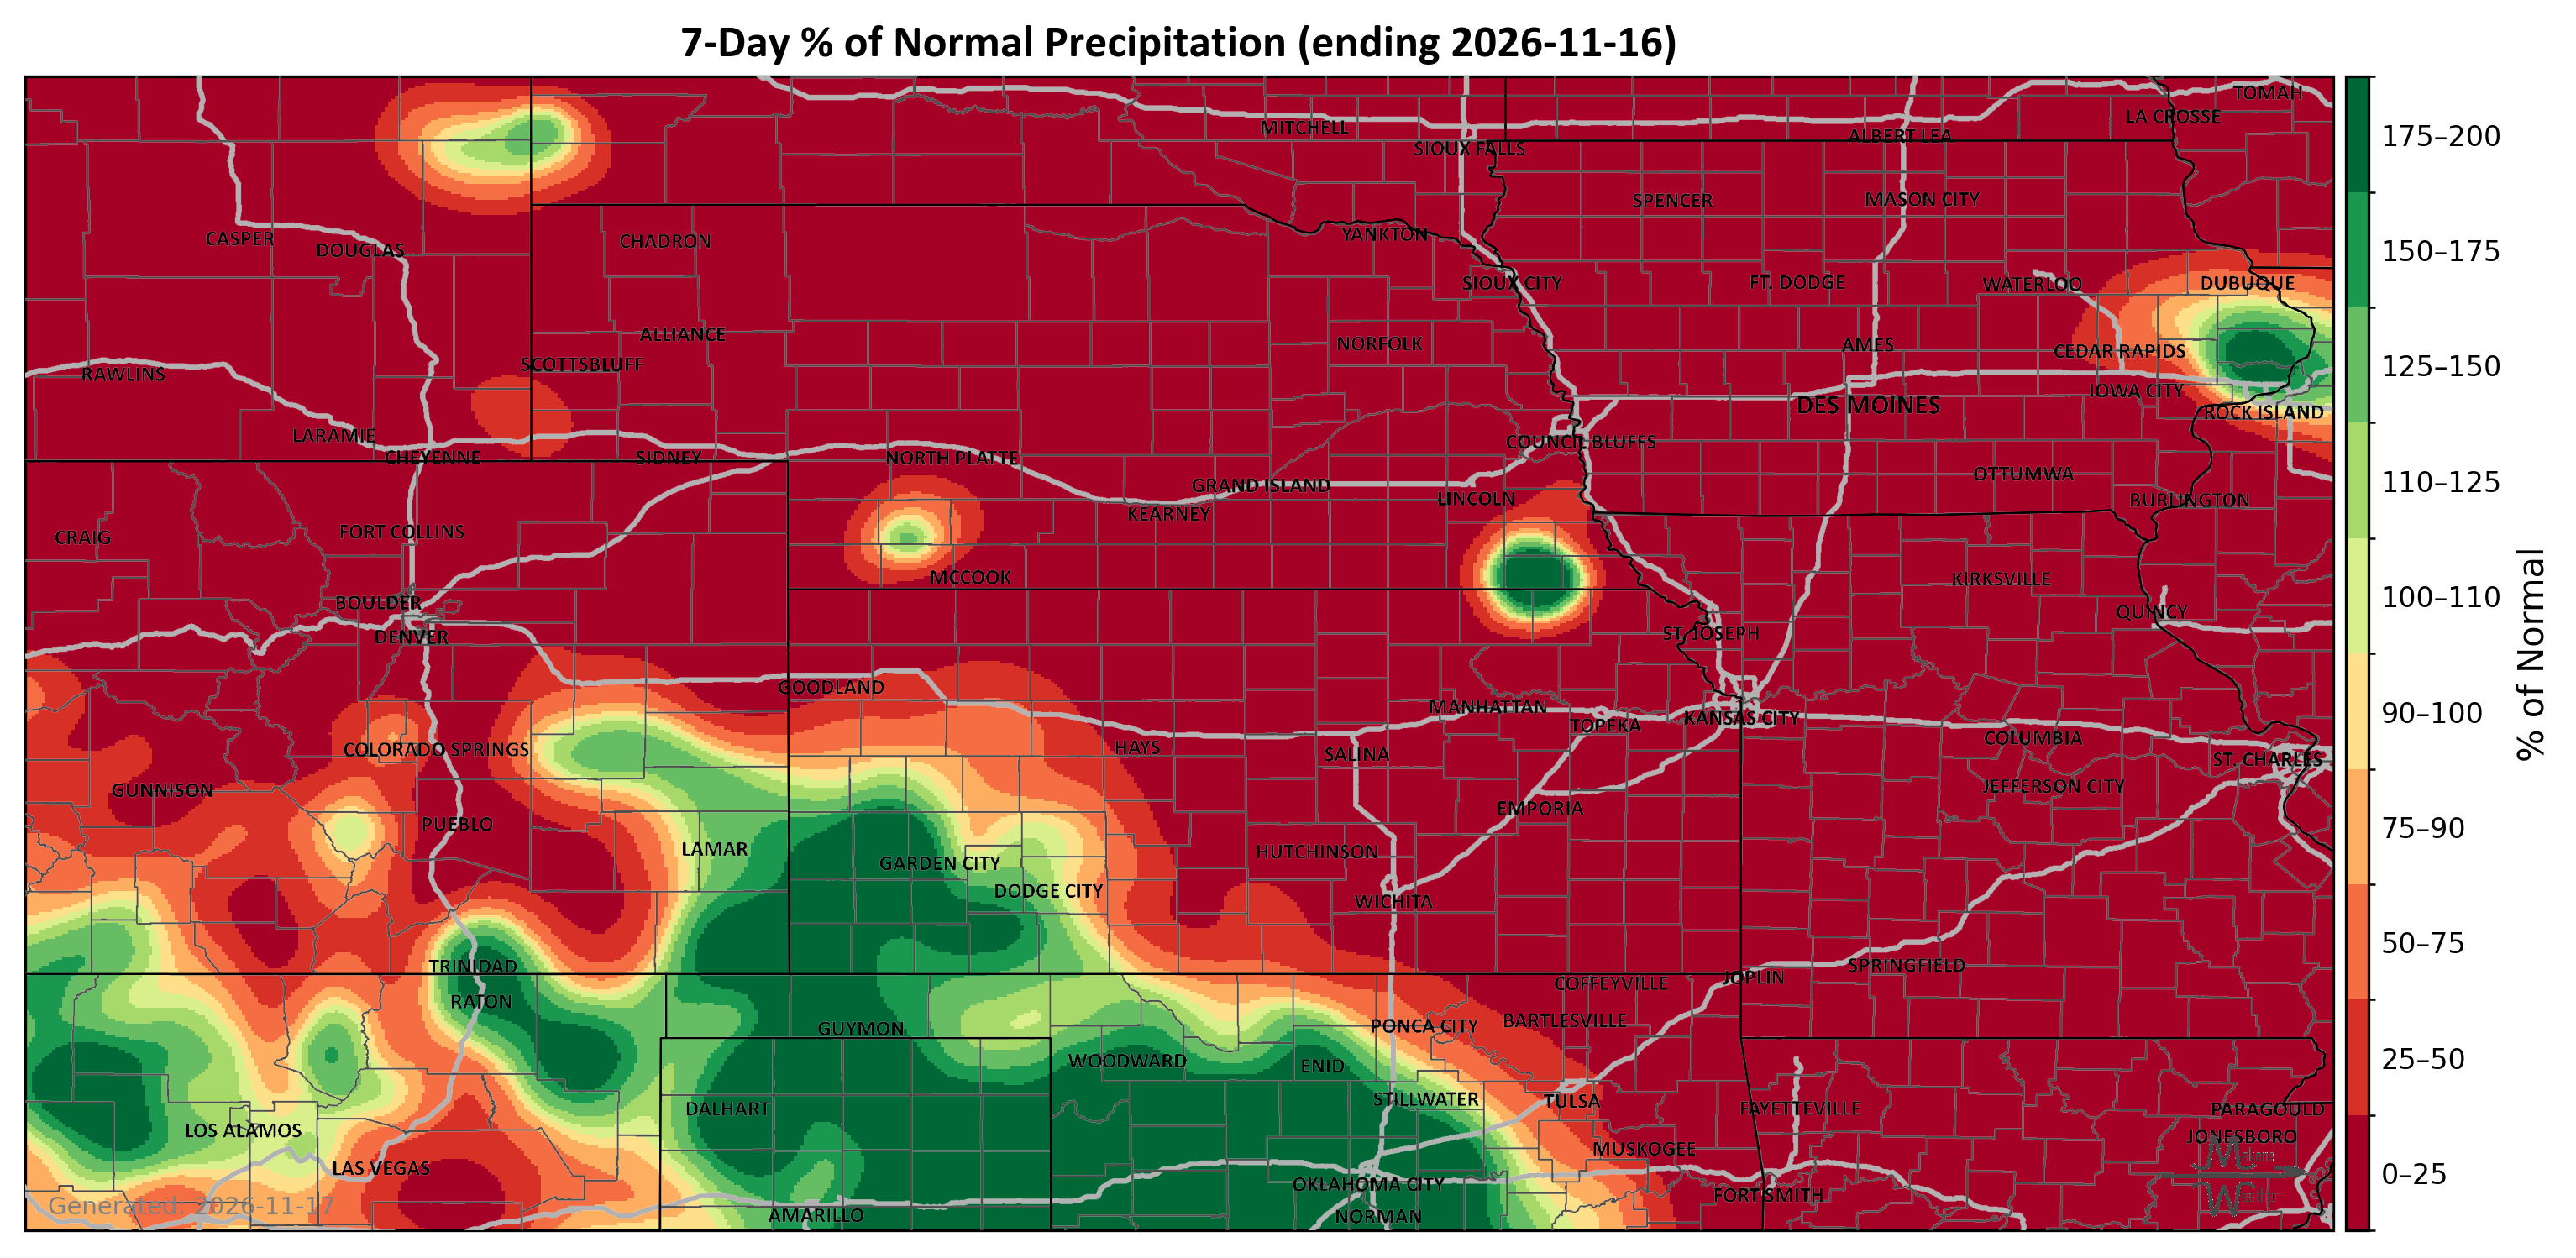 7-Day % of Normal Precipitation (ending 2026-11-16)
TOMAH
LA CROSSE
MITCHELL
ALBERT LEA
SIOUX FALLS
SPENCER
MASON CITY
CASPER
DOUGLAS
CHADRON
YANKTON
SIOUX CITY
FT. DODGE
WATERLOO
DUBUQUE
ALLIANCE
NORFOLK
AMES
CEDAR RAPIDS
SCOTTSBLUFF
RAWLINS
IOWA CITY
DES MOINES
ROCK ISLAND
LARAMIE
COUNCIL BLUFFS
CHEYENNE
SIDNEY
NORTH PLATTE
OTTUMWA
GRAND ISLAND
LINCOLN
BURLINGTON
KEARNEY
CRAIG
FORT COLLINS
MCCOOK
KIRKSVILLE
BOULDER
QUINCY
DENVER
ST. JOSEPH
GOODLAND
MANHATTAN
TOPEKA
KANSAS CITY
COLORADO SPRINGS
HAYS
SALINA
COLUMBIA
ST. CHARLES
GUNNISON
JEFFERSON CITY
EMPORIA
PUEBLO
LAMAR
HUTCHINSON
GARDEN CITY
DODGE CITY
WICHITA
TRINIDAD
SPRINGFIELD
JOPLIN
COFFEYVILLE
RATON
GUYMON
PONCA CITY
BARTLESVILLE
WOODWARD
ENID
STILLWATER
TULSA
DALHART
FAYETTEVILLE
PARAGOULD
LOS ALAMOS
JONESBORO
MUSKOGEE
LAS VEGAS
OKLAHOMA CITY
FORT SMITH
AMARILLO
NORMAN
Generated: 2026-11-17
175–200
150–175
125–150
110–125
100–110
90–100
75–90
50–75
25–50
0–25
% of Normal